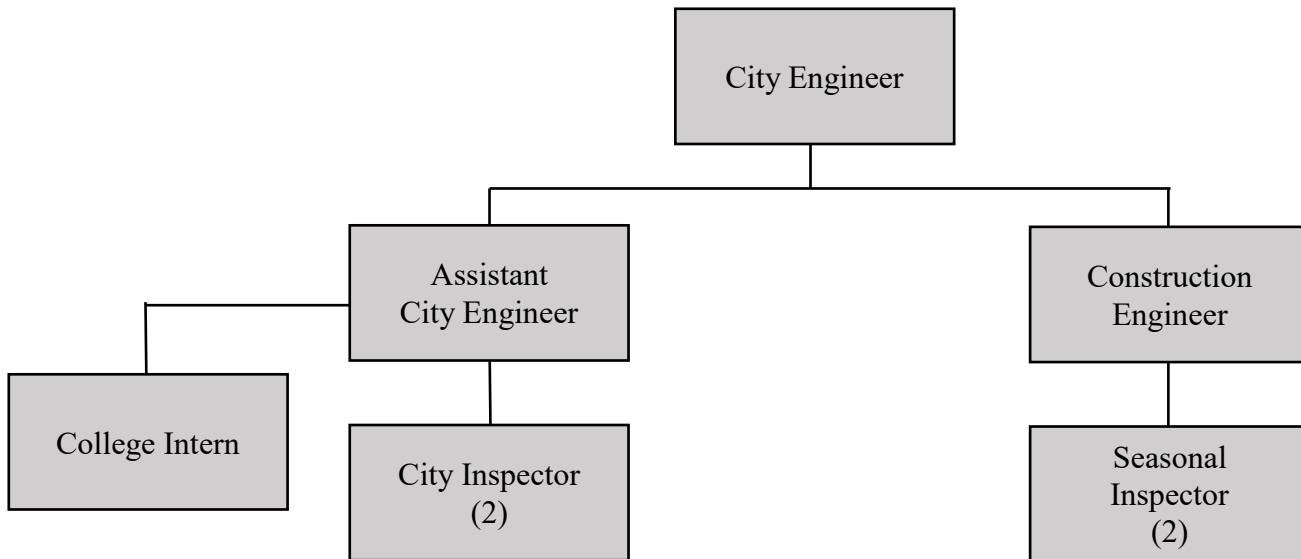 City Engineer
Assistant
City Engineer
Construction
Engineer
College Intern
City Inspector
(2)
Seasonal
Inspector
(2)